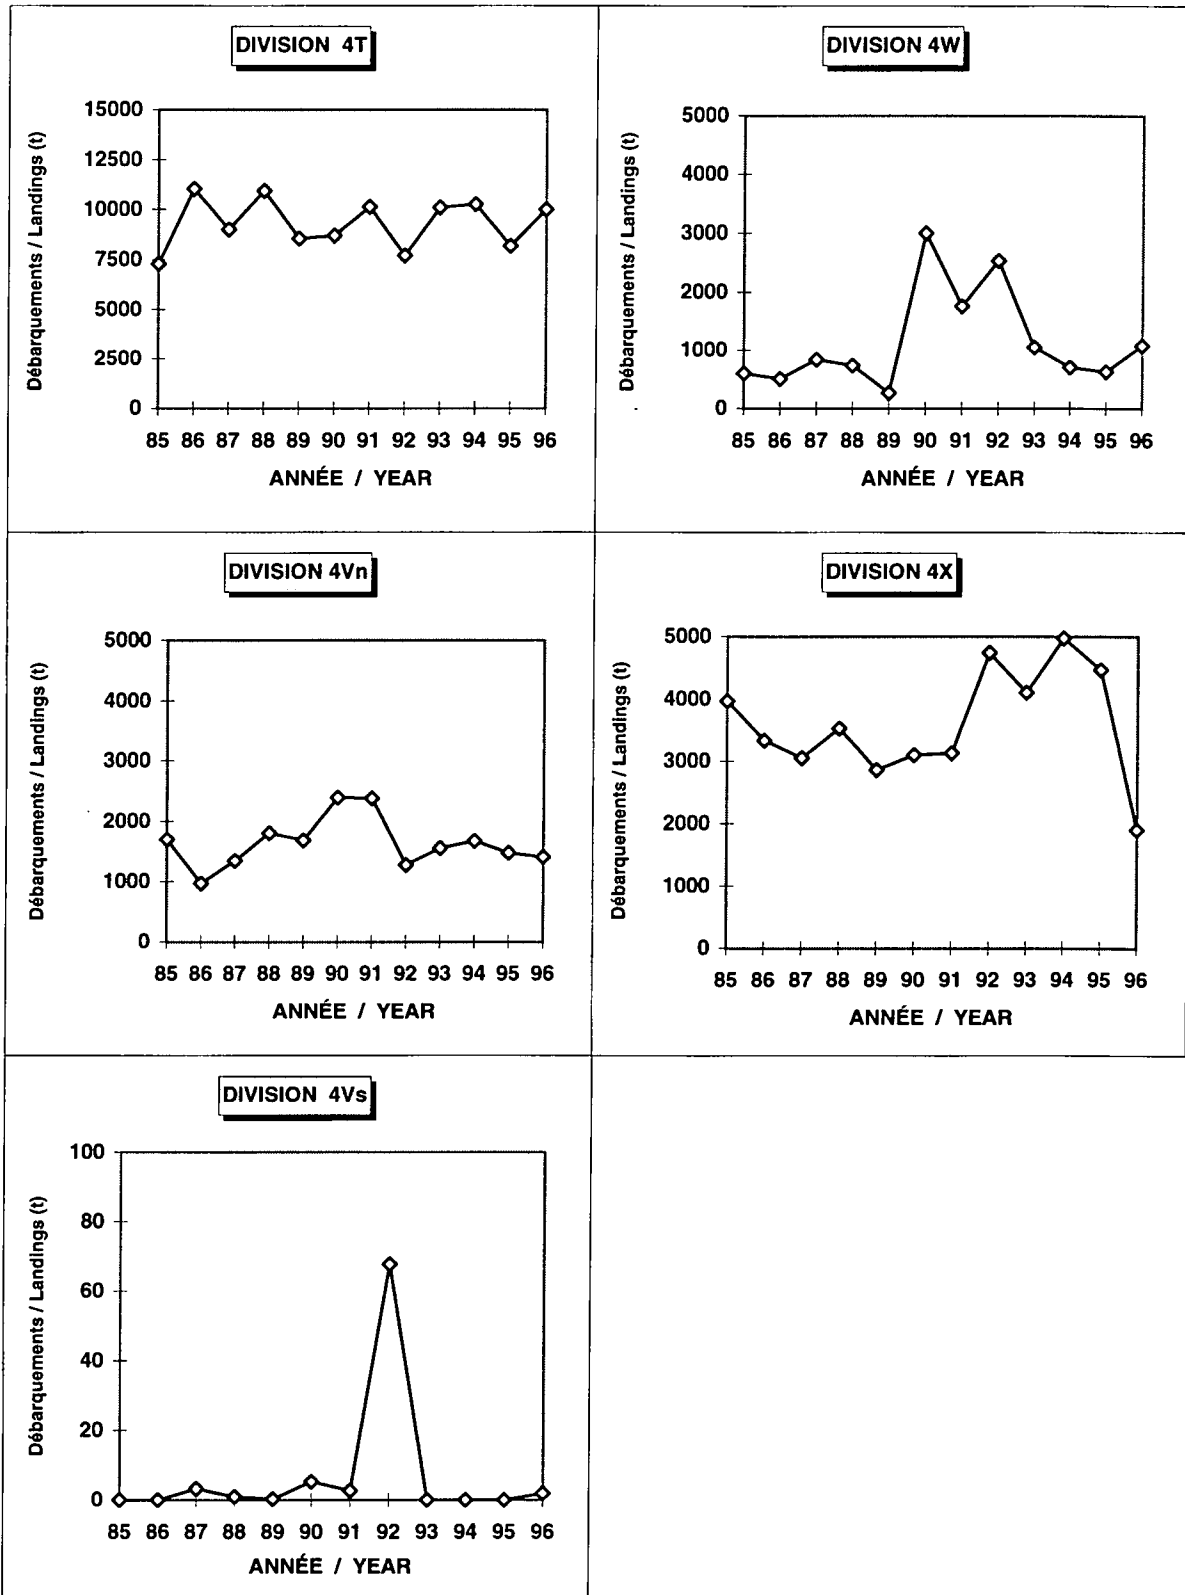 DIVISION 4T
Débarquements / Landings (t)
15000
12500
10000
7500
5000
2500
0
85 86 87 88 89 90 91 92 93 94 95 96
ANNÉE / YEAR
DIVISION 4W
Débarquements / Landings (t)
5000
4000
3000
2000
1000
0
85 86 87 88 89 90 91 92 93 94 95 96
ANNÉE / YEAR
DIVISION 4Vn
Débarquements / Landings (t)
5000
4000
3000
2000
1000
0
85 86 87 88 89 90 91 92 93 94 95 96
ANNÉE / YEAR
DIVISION 4X
Débarquements / Landings (t)
5000
4000
3000
2000
1000
0
85 86 87 88 89 90 91 92 93 94 95 96
ANNÉE / YEAR
DIVISION 4Vs
Débarquements / Landings (t)
100
80
60
40
20
0
85 86 87 88 89 90 91 92 93 94 95 96
ANNÉE / YEAR